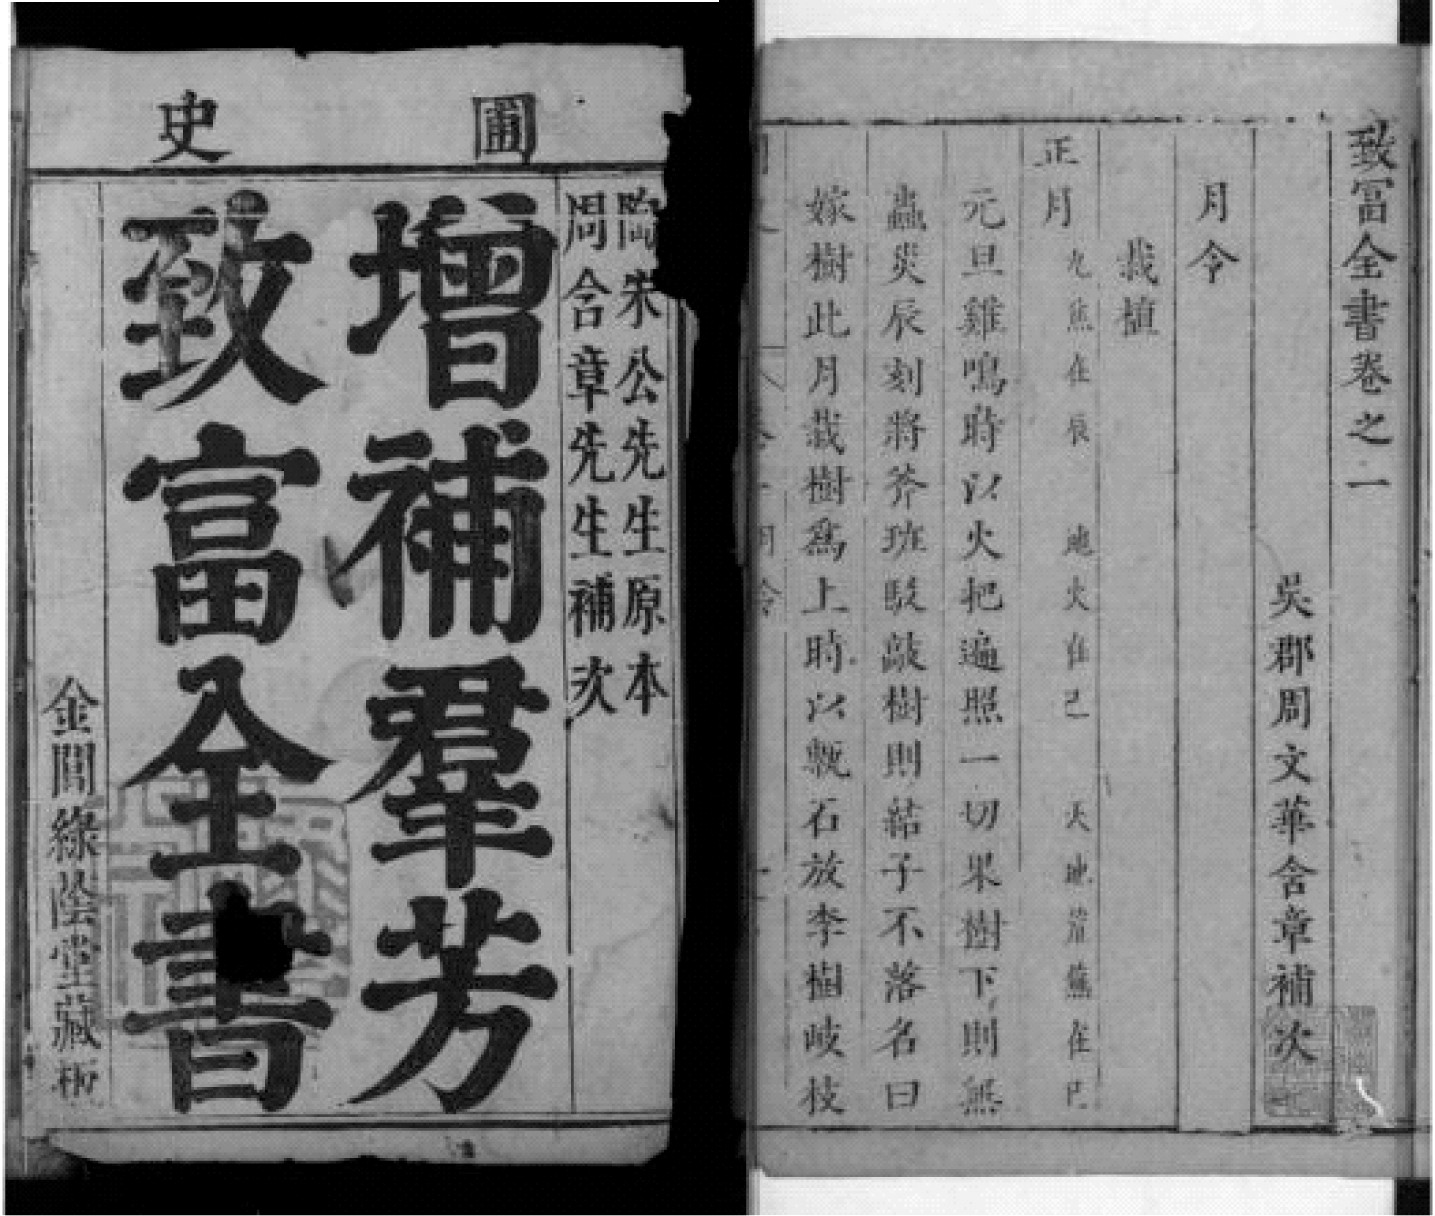 圃史
陶朱公先生原本
周含章先生補次
增補羣芳
致富全書
金閶綠蔭堂藏板
致富全書卷之一
吳郡周文華含章補次
月令
栽植
正月 九焦在辰 地火在巳 天地荒蕪在巳
元旦雞鳴時以火把遍照一切果樹下則無
蟲災辰刻將斧班駁敲樹則結子不落名曰
嫁樹此月栽樹爲上時以甎石放李樹岐枝